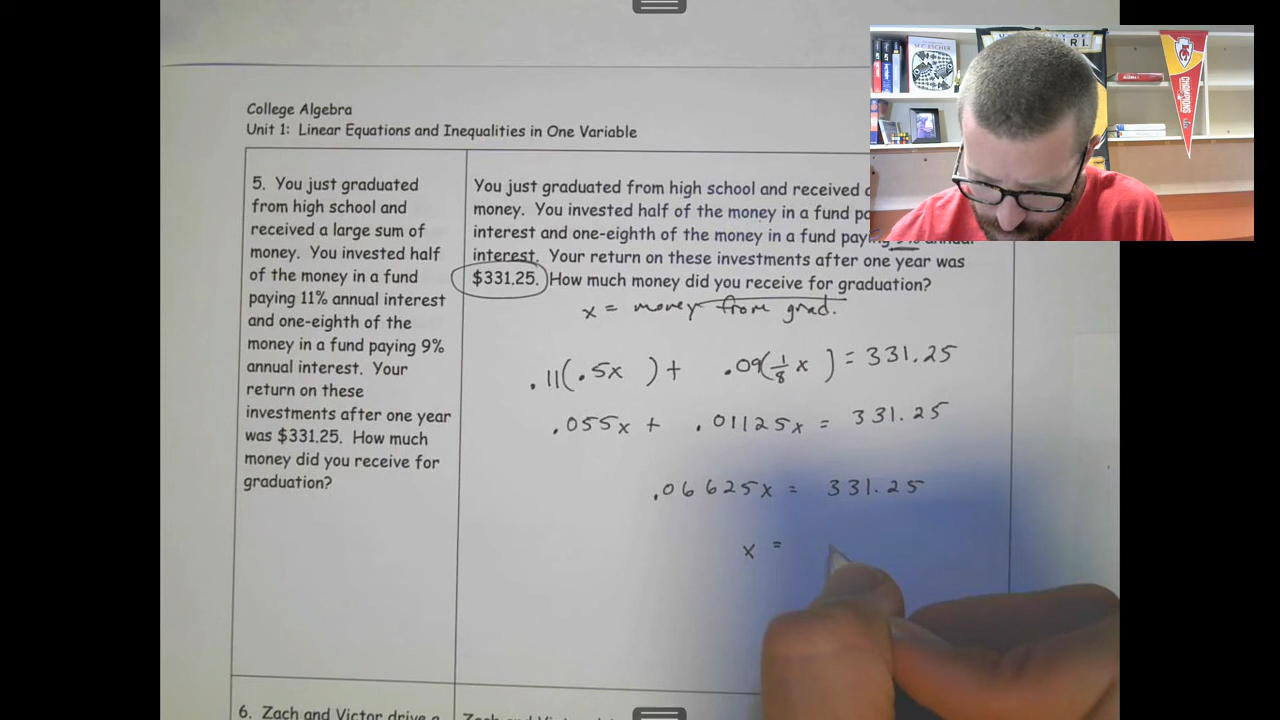 College Algebra
Unit 1: Linear Equations and Inequalities in One Variable
5. You just graduated
from high school and
received a large sum of
money. You invested half
of the money in a fund
paying 11% annual interest
and one-eighth of the
money in a fund paying 9%
annual interest. Your
return on these
investments after one year
was $331.25. How much
money did you receive for
graduation?
You just graduated from high school and received
money. You invested half of the money in a fund
interest and one-eighth of the money in a fund paying
interest. Your return on these investments after one year was
$331.25. How much money did you receive for graduation?
x = money from grad.
.11(.5x ) + .09(1/8 x ) = 331.25
.055x + .01125x = 331.25
.06625x = 331.25
x =
6. Zach and Victor drive a
M.C. ESCHER
CHAMPIONS